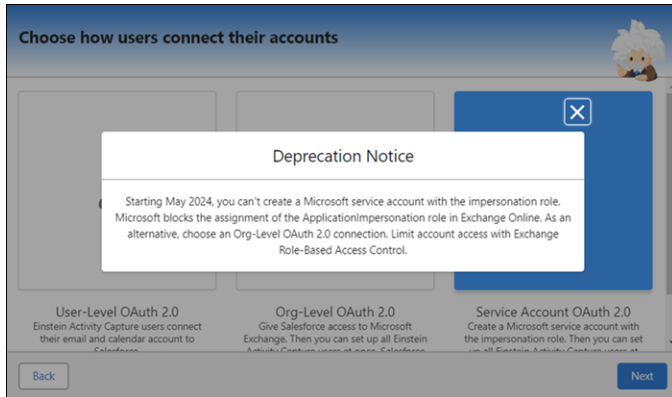 Choose how users connect their accounts
Deprecation Notice
Starting May 2024, you can't create a Microsoft service account with the impersonation role.
Microsoft blocks the assignment of the ApplicationImpersonation role in Exchange Online. As an
alternative, choose an Org-Level OAuth 2.0 connection. Limit account access with Exchange
Role-Based Access Control.
User-Level OAuth 2.0
Einstein Activity Capture users connect
their email and calendar account to
Salesforce
Org-Level OAuth 2.0
Give Salesforce access to Microsoft
Exchange. Then you can set up all Einstein
Activity Capture users at once. Salesforce
Service Account OAuth 2.0
Create a Microsoft service account with
the impersonation role. Then you can set
up all Einstein Activity Capture users at
Back
Next